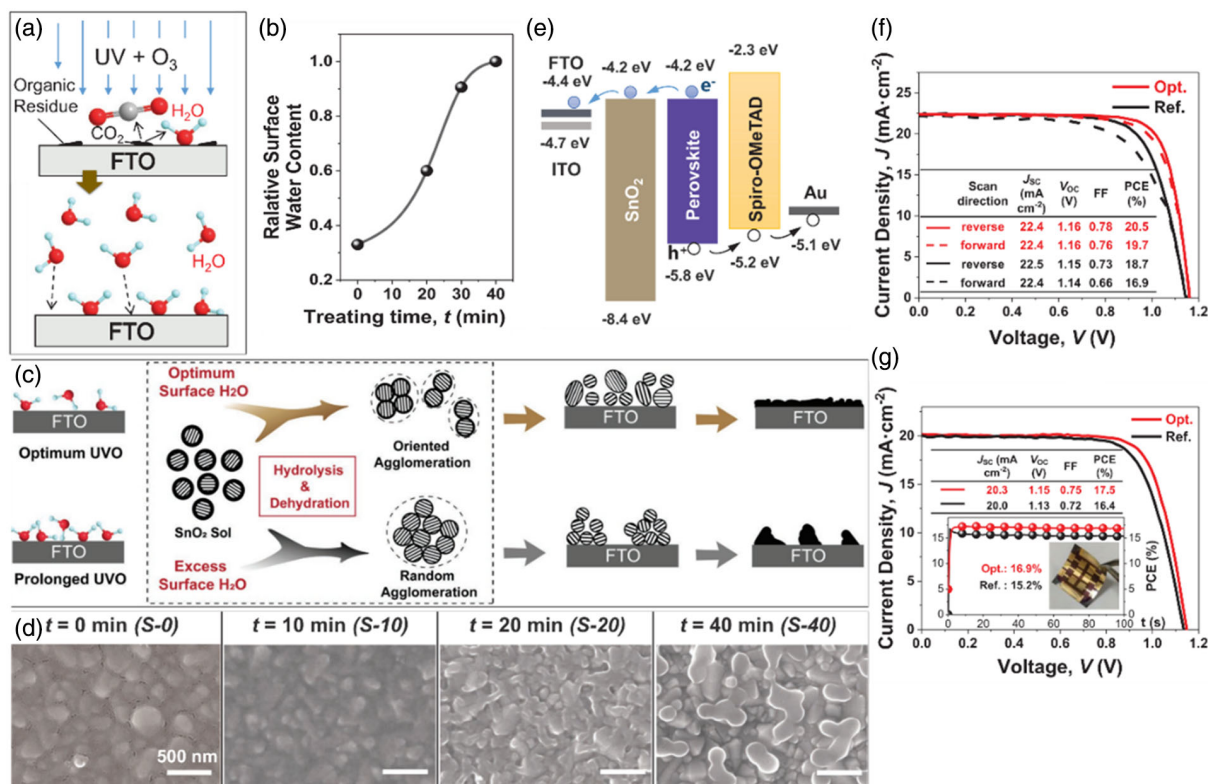 (a)
UV + O3
Organic
Residue
H2O
CO2
FTO
H2O
FTO
(b)
Ralative Surface
Water Content
1.0
0.8
0.6
0.4
0.2
0 10 20 30 40
Treating time, t (min)
(e)
FTO
-4.4 eV
-4.7 eV
ITO
-4.2 eV
SnO2
-8.4 eV
-4.2 eV
e-
Perovskite
h+
-5.8 eV
-2.3 eV
Spiro-OMeTAD
-5.2 eV
Au
-5.1 eV
(f)
Current Density, J (mA·cm-2)
25
20
15
10
5
0
Opt.
Ref.
Scan direction JSC (mA cm-2) VOC (V) FF PCE (%)
reverse 22.4 1.16 0.78 20.5
forward 22.4 1.16 0.76 19.7
reverse 22.5 1.15 0.73 18.7
forward 22.4 1.14 0.66 16.9
0.0 0.2 0.4 0.6 0.8 1.0 1.2
Voltage, V (V)
(c)
FTO
Optimum UVO
FTO
Prolonged UVO
Optimum
Surface H2O
SnO2 Sol
Excess
Surface H2O
Hydrolysis
&
Dehydration
Oriented
Agglomeration
Random
Agglomeration
FTO
FTO
FTO
FTO
(g)
Current Density, J (mA·cm-2)
20
15
10
5
0
Opt.
Ref.
JSC (mA cm-2) VOC (V) FF PCE (%)
20.3 1.15 0.75 17.5
20.0 1.13 0.72 16.4
15
10
5
0
Opt.: 16.9%
Ref. : 15.2%
15
10
5
0
PCE (%)
0 20 40 60 80 100 t (s)
0.0 0.2 0.4 0.6 0.8 1.0 1.2
Voltage, V (V)
(d)
t = 0 min (S-0)
t = 10 min (S-10)
t = 20 min (S-20)
t = 40 min (S-40)
500 nm